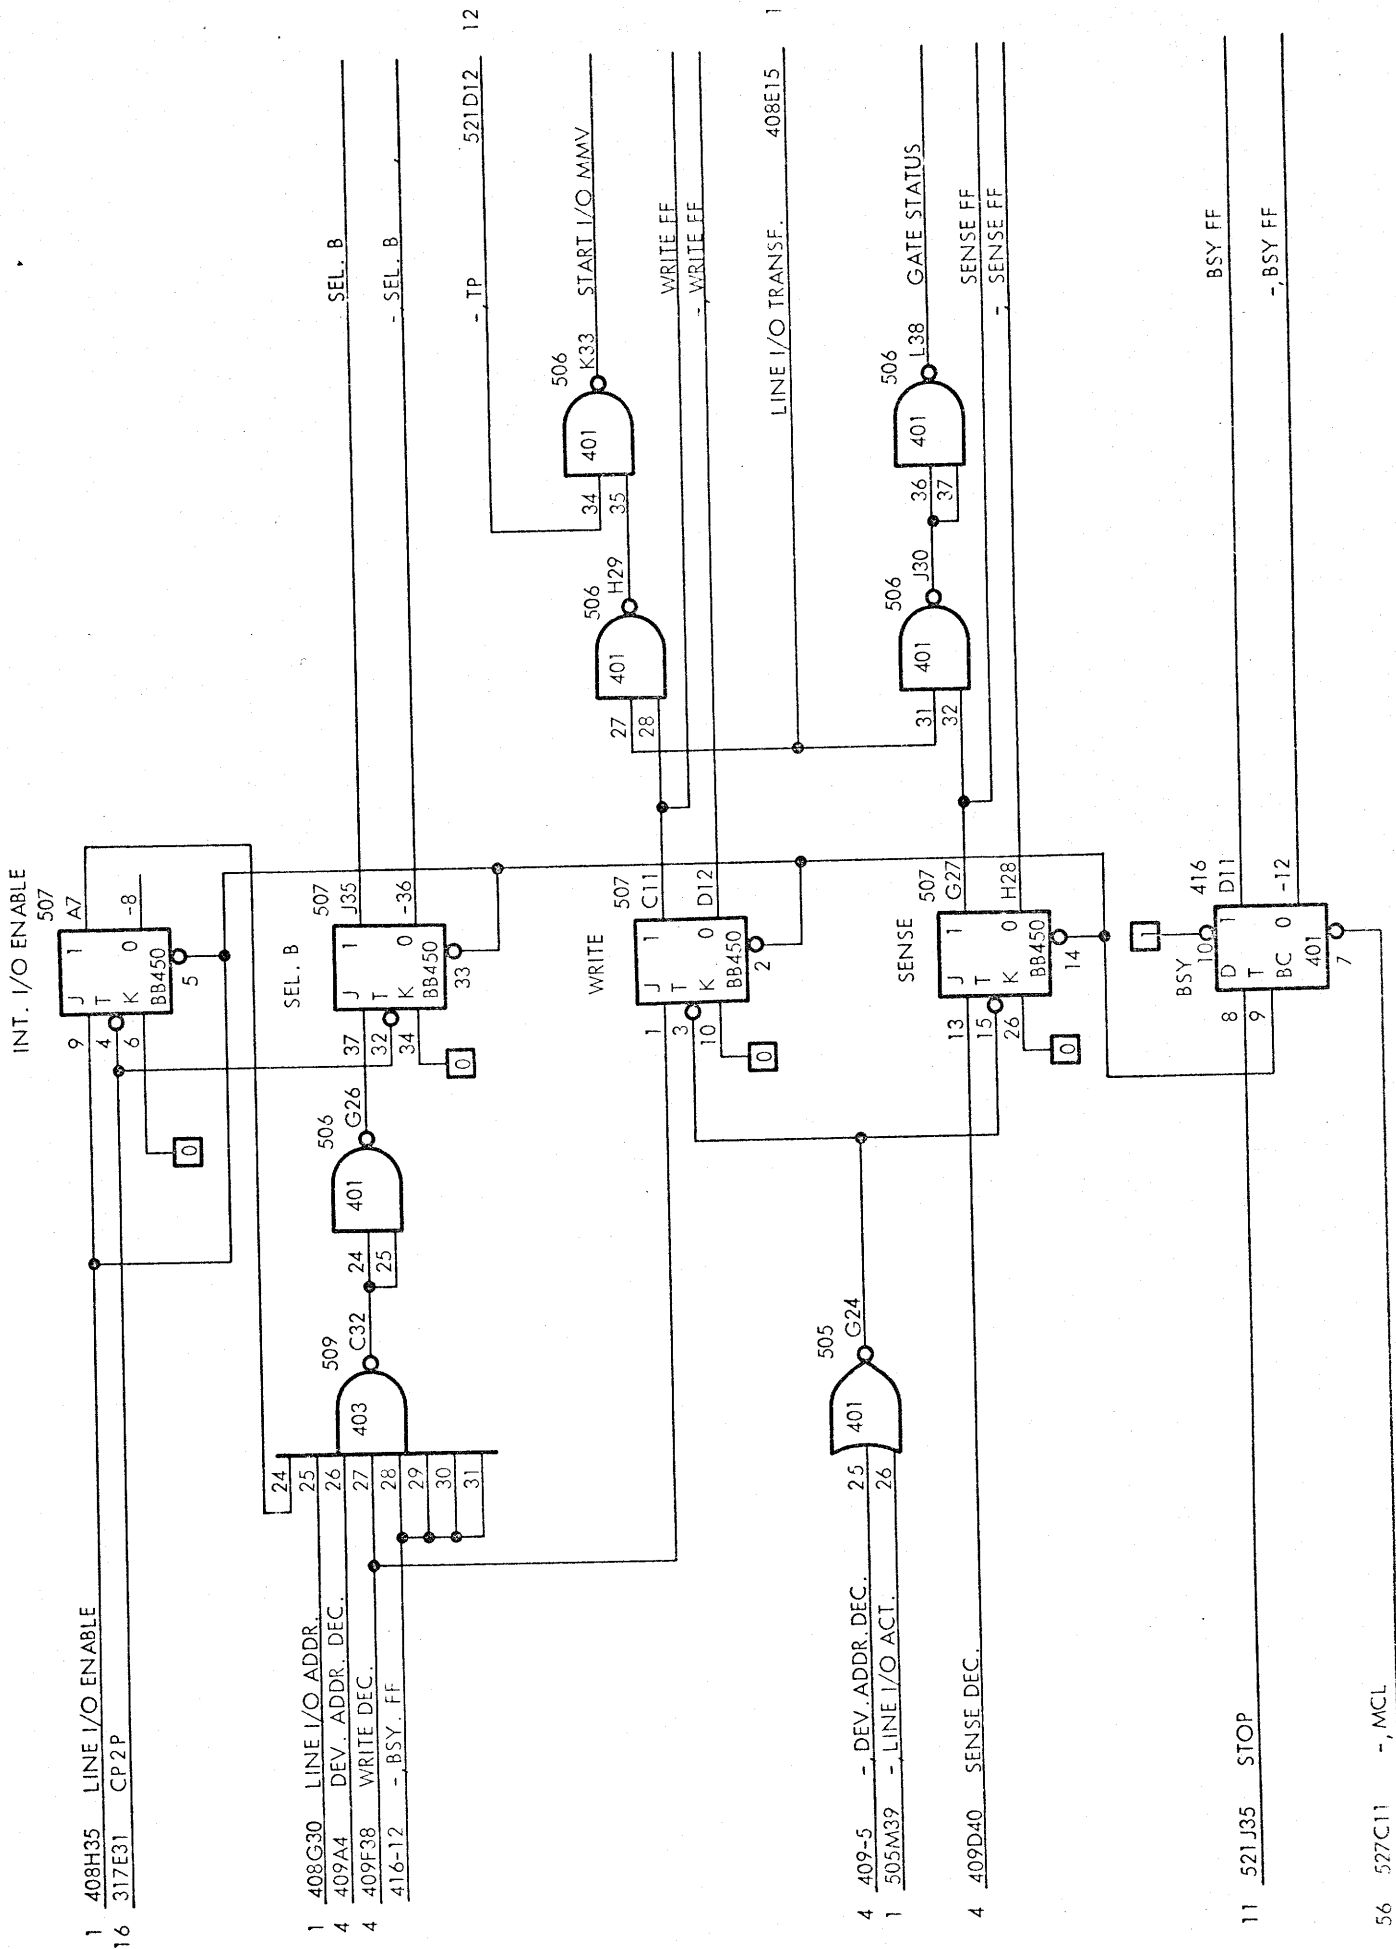 INT. I/O ENABLE
507
A7
-8
J 1
T
K 0
BB450
9
4
6
5
0
1 408H35 LINE I/O ENABLE
16 317E31 CP2P
SEL. B
507
J35
-36
J 1
T
K 0
BB450
37
32
34
33
0
SEL. B
-, SEL. B
506
G26
401
24
25
509
C32
403
24
25
26
27
28
29
30
31
1 408G30 LINE I/O ADDR.
4 409A4 DEV. ADDR. DEC.
4 409F38 WRITE DEC.
416-12 -, BSY. FF
-, TP 521D12 12
506
K33 START I/O MMV
401
34
35
506
H29
401
27
28
WRITE
507
C11
D12
J 1
T
K 0
BB450
1
3
10
2
0
WRITE FF
-, WRITE FF
LINE I/O TRANSF. 408E15 1
505
G24
401
25
26
4 409-5 -, DEV. ADDR. DEC.
1 505M39 -, LINE I/O ACT.
506
L38 GATE STATUS
401
36
37
506
J30
401
31
32
SENSE
507
G27
H28
J 1
T
K 0
BB450
13
15
26
14
0
SENSE FF
-, SENSE FF
4 409D40 SENSE DEC.
1
BSY
10
416
D11
-12
D 1
T
BC 0
401
8
9
7
BSY FF
-, BSY FF
11 521J35 STOP
56 527C11 -, MCL